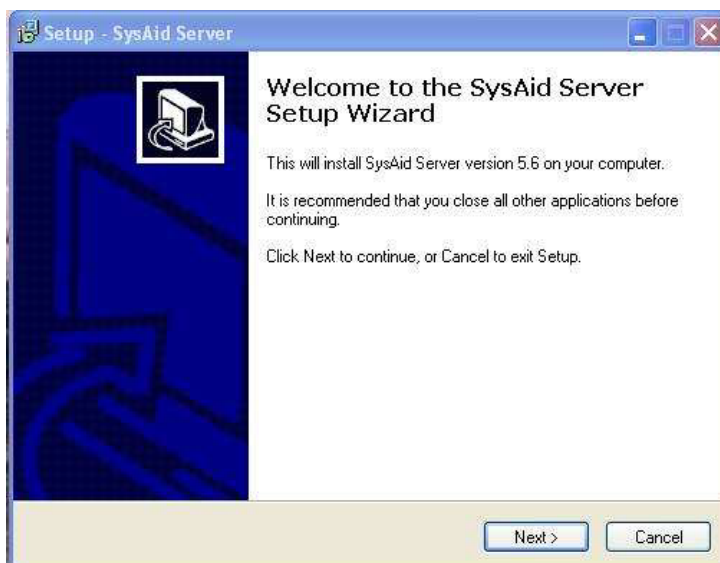 Setup - SysAid Server
Welcome to the SysAid Server
Setup Wizard
This will install SysAid Server version 5.6 on your computer.
It is recommended that you close all other applications before
continuing.
Click Next to continue, or Cancel to exit Setup.
Next >
Cancel